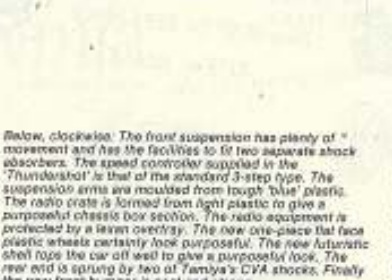 Below, clockwise: The front suspension has plenty of
movement and has the facilities to fit two separate shock
absorbers. The speed controller supplied in the
'Thundershot' is that of the standard 3-step type. The
suspension arms are moulded from tough 'blue' plastic.
The radio crate is formed from light plastic to give a
purposeful chassis box section. The radio equipment is
protected by a lexan overtray. The new one-piece flat face
plastic wheels certainly look purposeful. The new futuristic
shell tops the car off well to give a purposeful look. The
rear end is sprung by two of Tamiya's CVA shocks. Finally
the rear